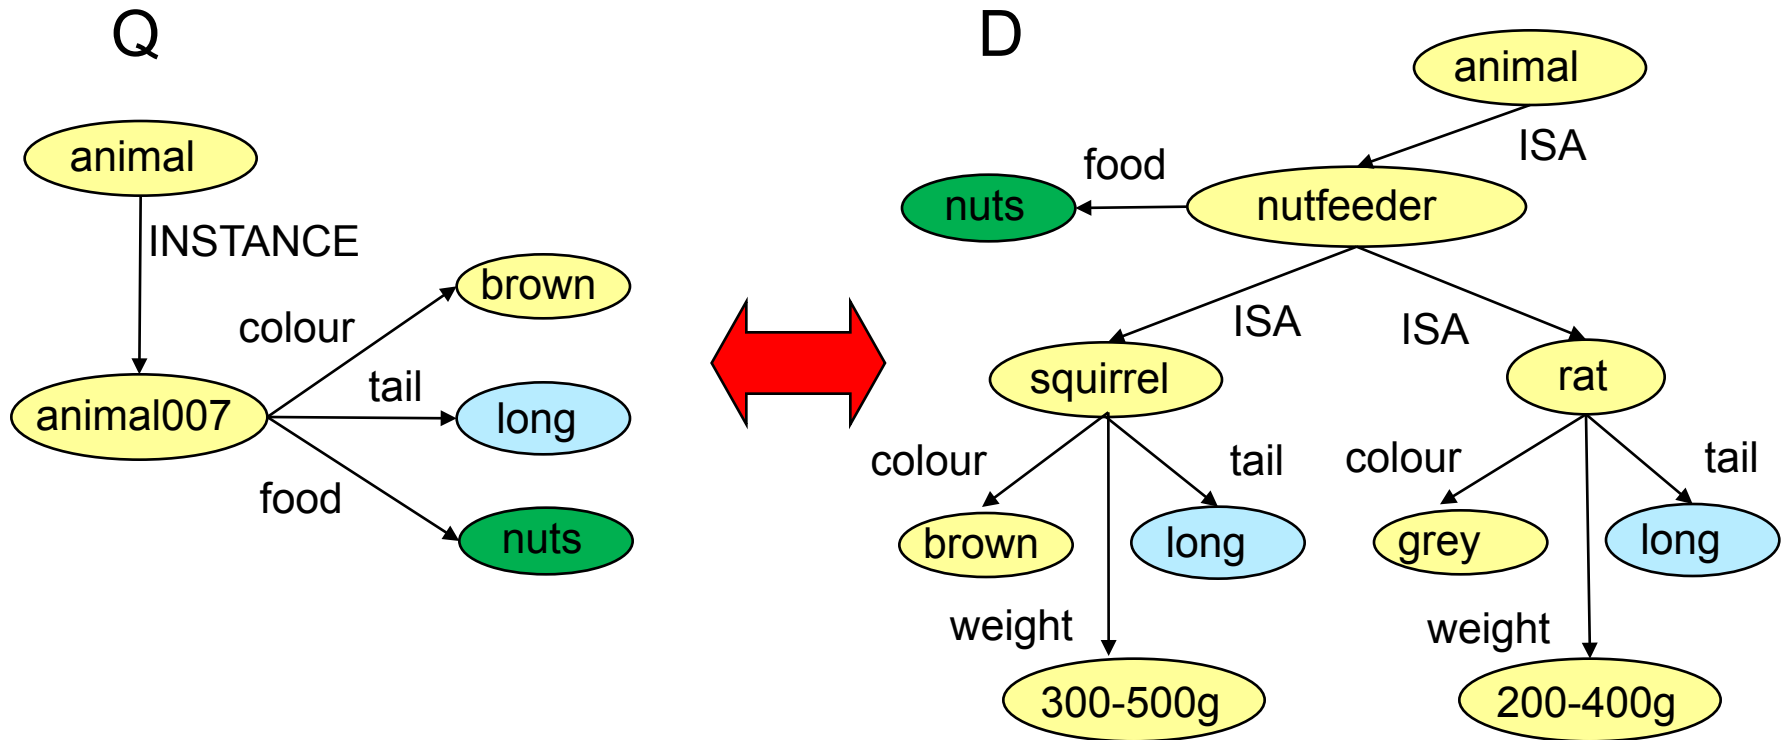 Q
animal
INSTANCE
colour
brown
tail
animal007
long
food
nuts
D
animal
ISA
food
nuts
nutfeeder
ISA
ISA
squirrel
rat
colour
tail
colour
tail
brown
long
grey
long
weight
weight
300-500g
200-400g